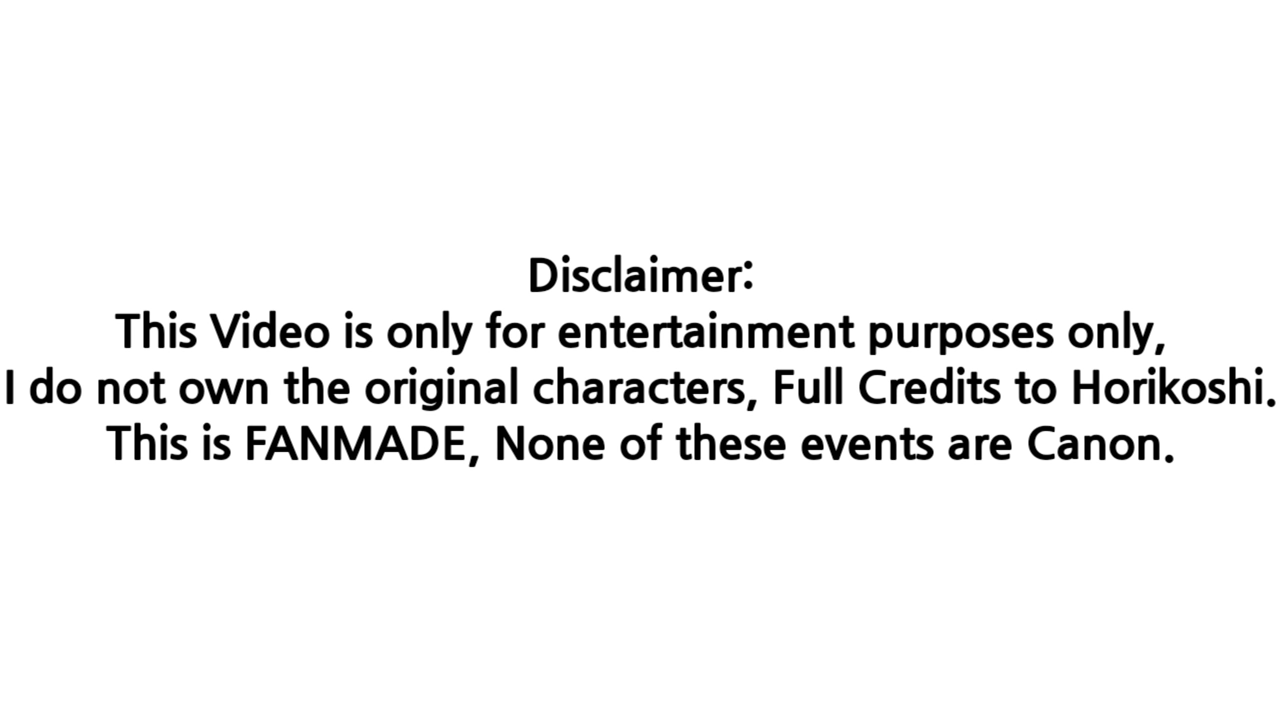 Disclaimer:
This Video is only for entertainment purposes only,
I do not own the original characters, Full Credits to Horikoshi.
This is FANMADE, None of these events are Canon.